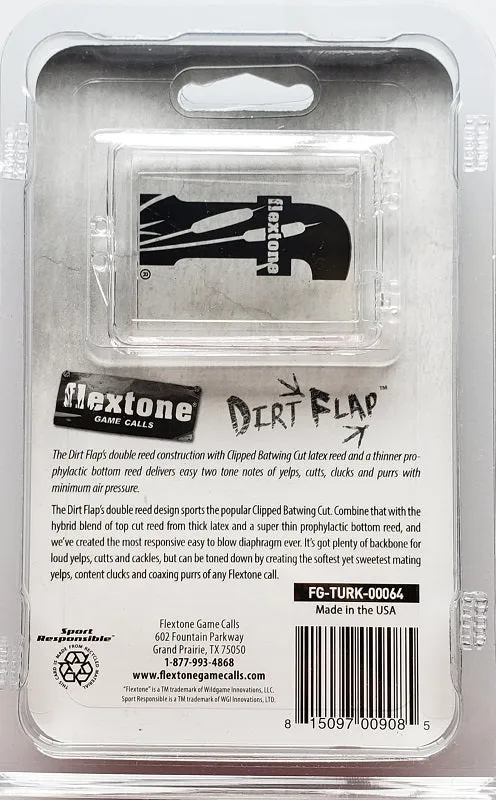 flextone
®
flextone
GAME CALLS
DIRT FLAP™
The Dirt Flap's double reed construction with Clipped Batwing Cut latex reed and a thinner pro-
phylactic bottom reed delivers easy two tone notes of yelps, cutts, clucks and purrs with
minimum air pressure.
The Dirt Flap's double reed design sports the popular Clipped Batwing Cut. Combine that with the
hybrid blend of top cut reed from thick latex and a super thin prophylactic bottom reed, and
we've created the most responsive easy to blow diaphragm ever. It's got plenty of backbone for
loud yelps, cutts and cackles, but can be toned down by creating the softest yet sweetest mating
yelps, content clucks and coaxing purrs of any Flextone call.
FG-TURK-00064
Made in the USA
Sport
Responsible™
THIS CARD IS MADE FROM RECYCLED MATERIAL
Flextone Game Calls
602 Fountain Parkway
Grand Prairie, TX 75050
1-877-993-4868
www.flextonegamecalls.com
"Flextone" is a TM trademark of Wildgame Innovations, LLC.
Sport Responsible is a TM trademark of WGI Innovations, LTD.
8 15097 00908 5